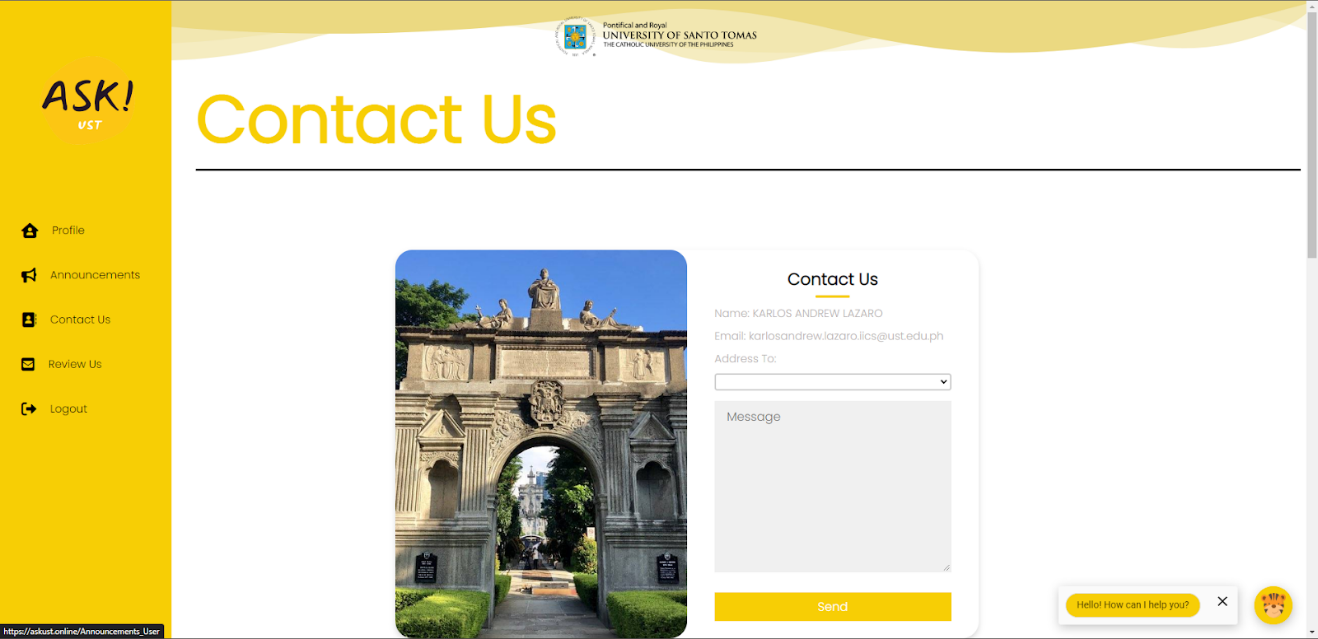 Pontifical and Royal
UNIVERSITY OF SANTO TOMAS
THE CATHOLIC UNIVERSITY OF THE PHILIPPINES
ASK!
UST
Profile
Announcements
Contact Us
Review Us
Logout
Contact Us
Contact Us
Name: KARLOS ANDREW LAZARO
Email: karlosandrew.lazaro.iics@ust.edu.ph
Address To:
Message
Send
Hello! How can I help you?
https://askust.online/Announcements_User